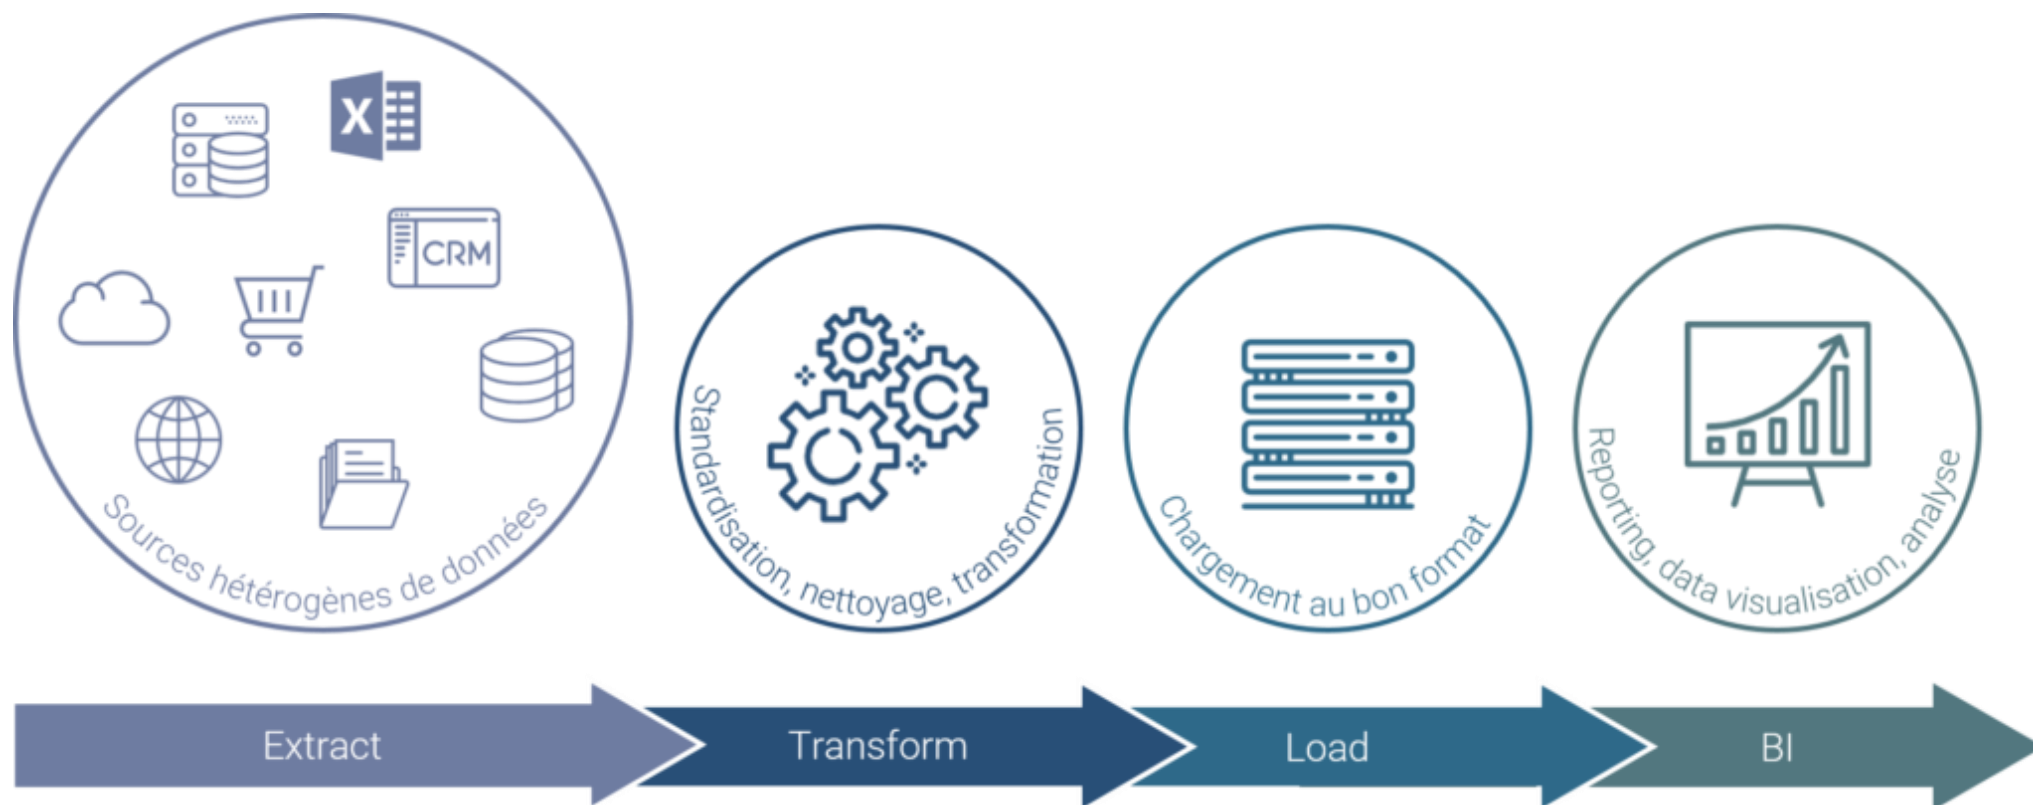 X
CRM
Sources hétérogènes de données
Standardisation, nettoyage, transformation
Chargement au bon format
Reporting, data visualisation, analyse
Extract
Transform
Load
BI